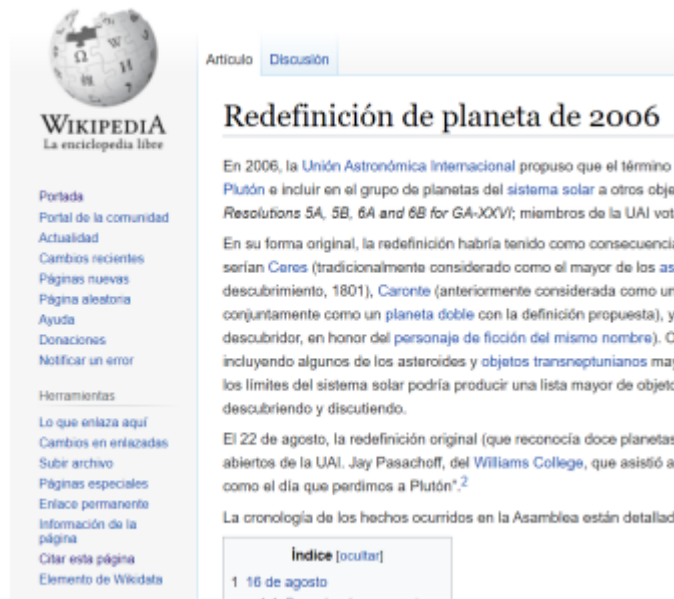 WIKIPEDIA
La enciclopedia libre
Portada
Portal de la comunidad
Actualidad
Cambios recientes
Páginas nuevas
Página aleatoria
Ayuda
Donaciones
Notificar un error
Herramientas
Lo que enlaza aquí
Cambios en enlazadas
Subir archivo
Páginas especiales
Enlace permanente
Información de la
página
Citar esta página
Elemento de Wikidata
Artículo Discusión
Redefinición de planeta de 2006
En 2006, la Unión Astronómica Internacional propuso que el término
Plutón e incluir en el grupo de planetas del sistema solar a otros obje
Resolutions 5A, 5B, 6A and 6B for GA-XXVI; miembros de la UAI vot
En su forma original, la redefinición habría tenido como consecuencia
serían Ceres (tradicionalmente considerado como el mayor de los as
descubrimiento, 1801), Caronte (anteriormente considerada como un
conjuntamente como un planeta doble con la definición propuesta), y
descubridor, en honor del personaje de ficción del mismo nombre). O
incluyendo algunos de los asteroides y objetos transneptunianos may
los límites del sistema solar podría producir una lista mayor de objeto
descubriendo y discutiendo.
El 22 de agosto, la redefinición original (que reconocía doce planetas
abiertos de la UAI. Jay Pasachoff, del Williams College, que asistió a
como el día que perdimos a Plutón".2
La cronología de los hechos ocurridos en la Asamblea están detallad
Índice [ocultar]
1 16 de agosto